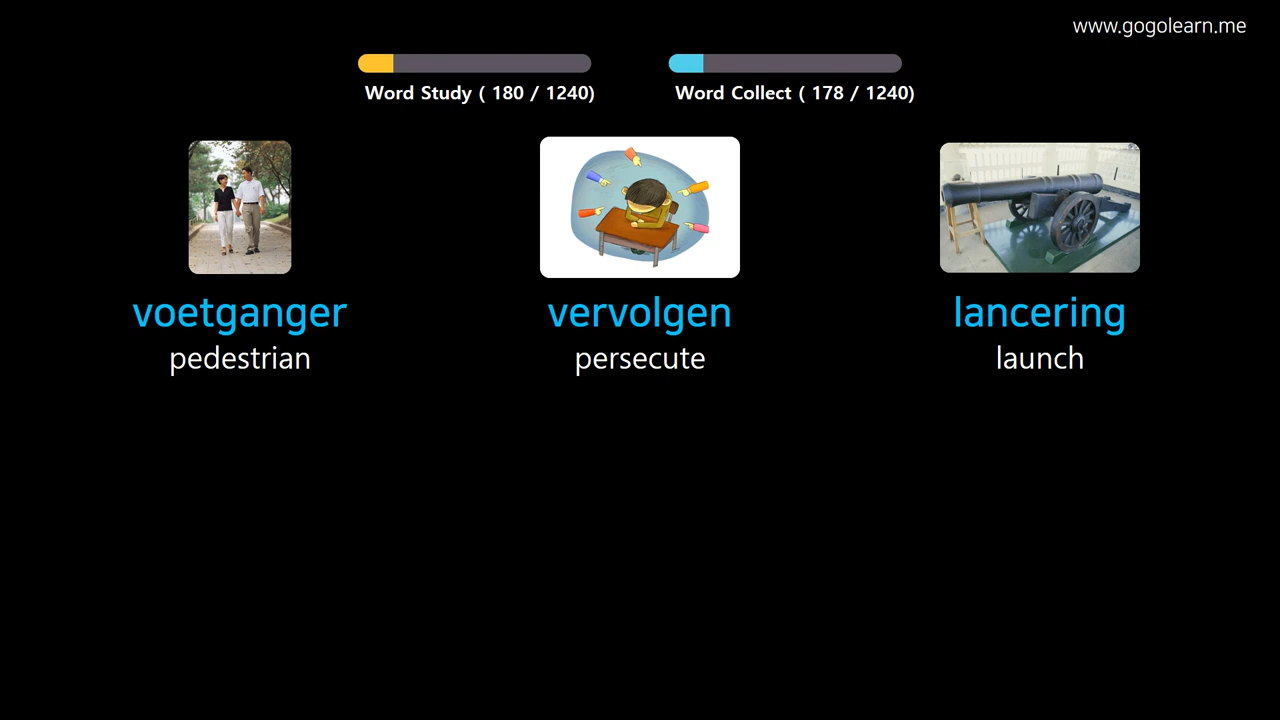 www.gogolearn.me
Word Study ( 180 / 1240)
Word Collect ( 178 / 1240)
voetganger
pedestrian
vervolgen
persecute
lancering
launch